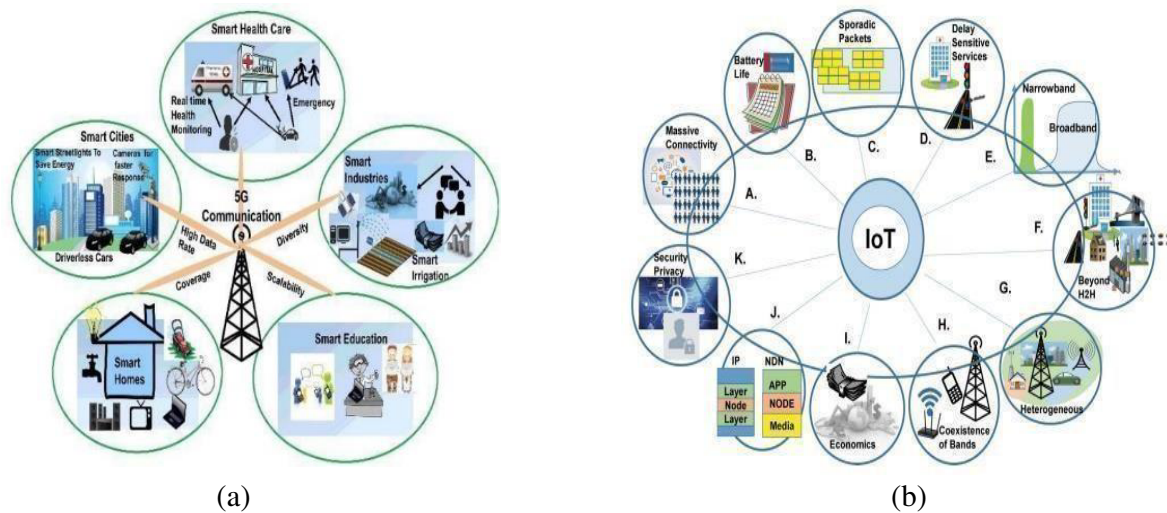 Smart Health Care
HOSPITAL
Real time
Health
Monitoring
Emergency
Smart Cities
Smart Streetlights To
Save Energy
Cameras for
faster
Response
Driverless Cars
5G
Communication
High Data
Rate
Diversity
Coverage
Scalability
Smart
Industries
Smart
Irrigation
Smart
Homes
Smart Education
(a)
Battery
Life
Sporadic
Packets
Delay
Sensitive
Services
Narrowband
Broadband
Massive
Connectivity
A.
B.
C.
D.
E.
F.
G.
H.
I.
J.
K.
IoT
Beyond
H2H
Security
Privacy
IP
Layer
Node
Layer
NDN
APP
NODE
Media
Economics
Coexistence
of Bands
Heterogeneous
(b)